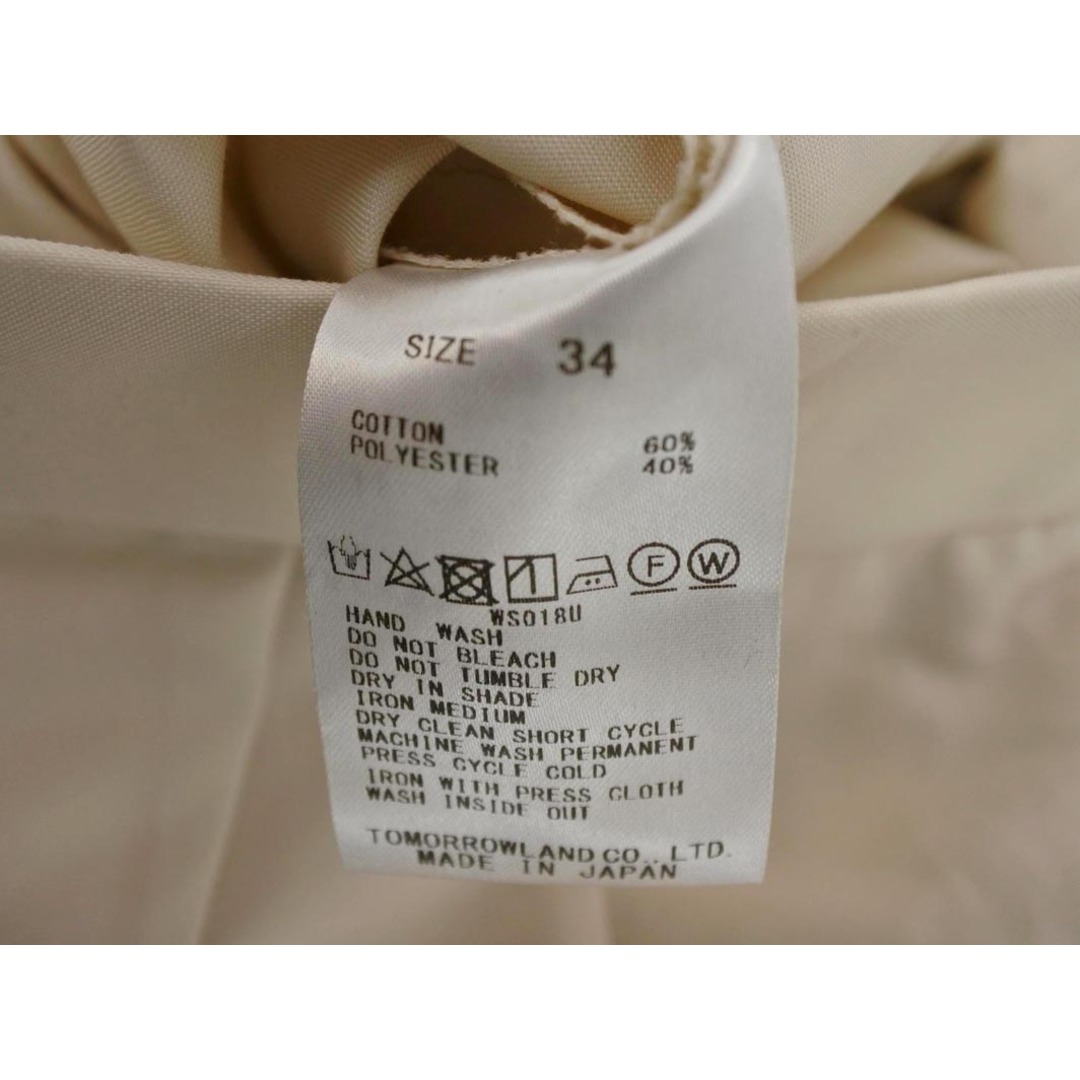 SIZE 34
COTTON 60%
POLYESTER 40%
F W
WS018U
HAND WASH
DO NOT BLEACH
DO NOT TUMBLE DRY
DRY IN SHADE
IRON MEDIUM
DRY CLEAN SHORT CYCLE
MACHINE WASH PERMANENT
PRESS CYCLE COLD
IRON WITH PRESS CLOTH
WASH INSIDE OUT
TOMORROWLAND CO., LTD.
MADE IN JAPAN